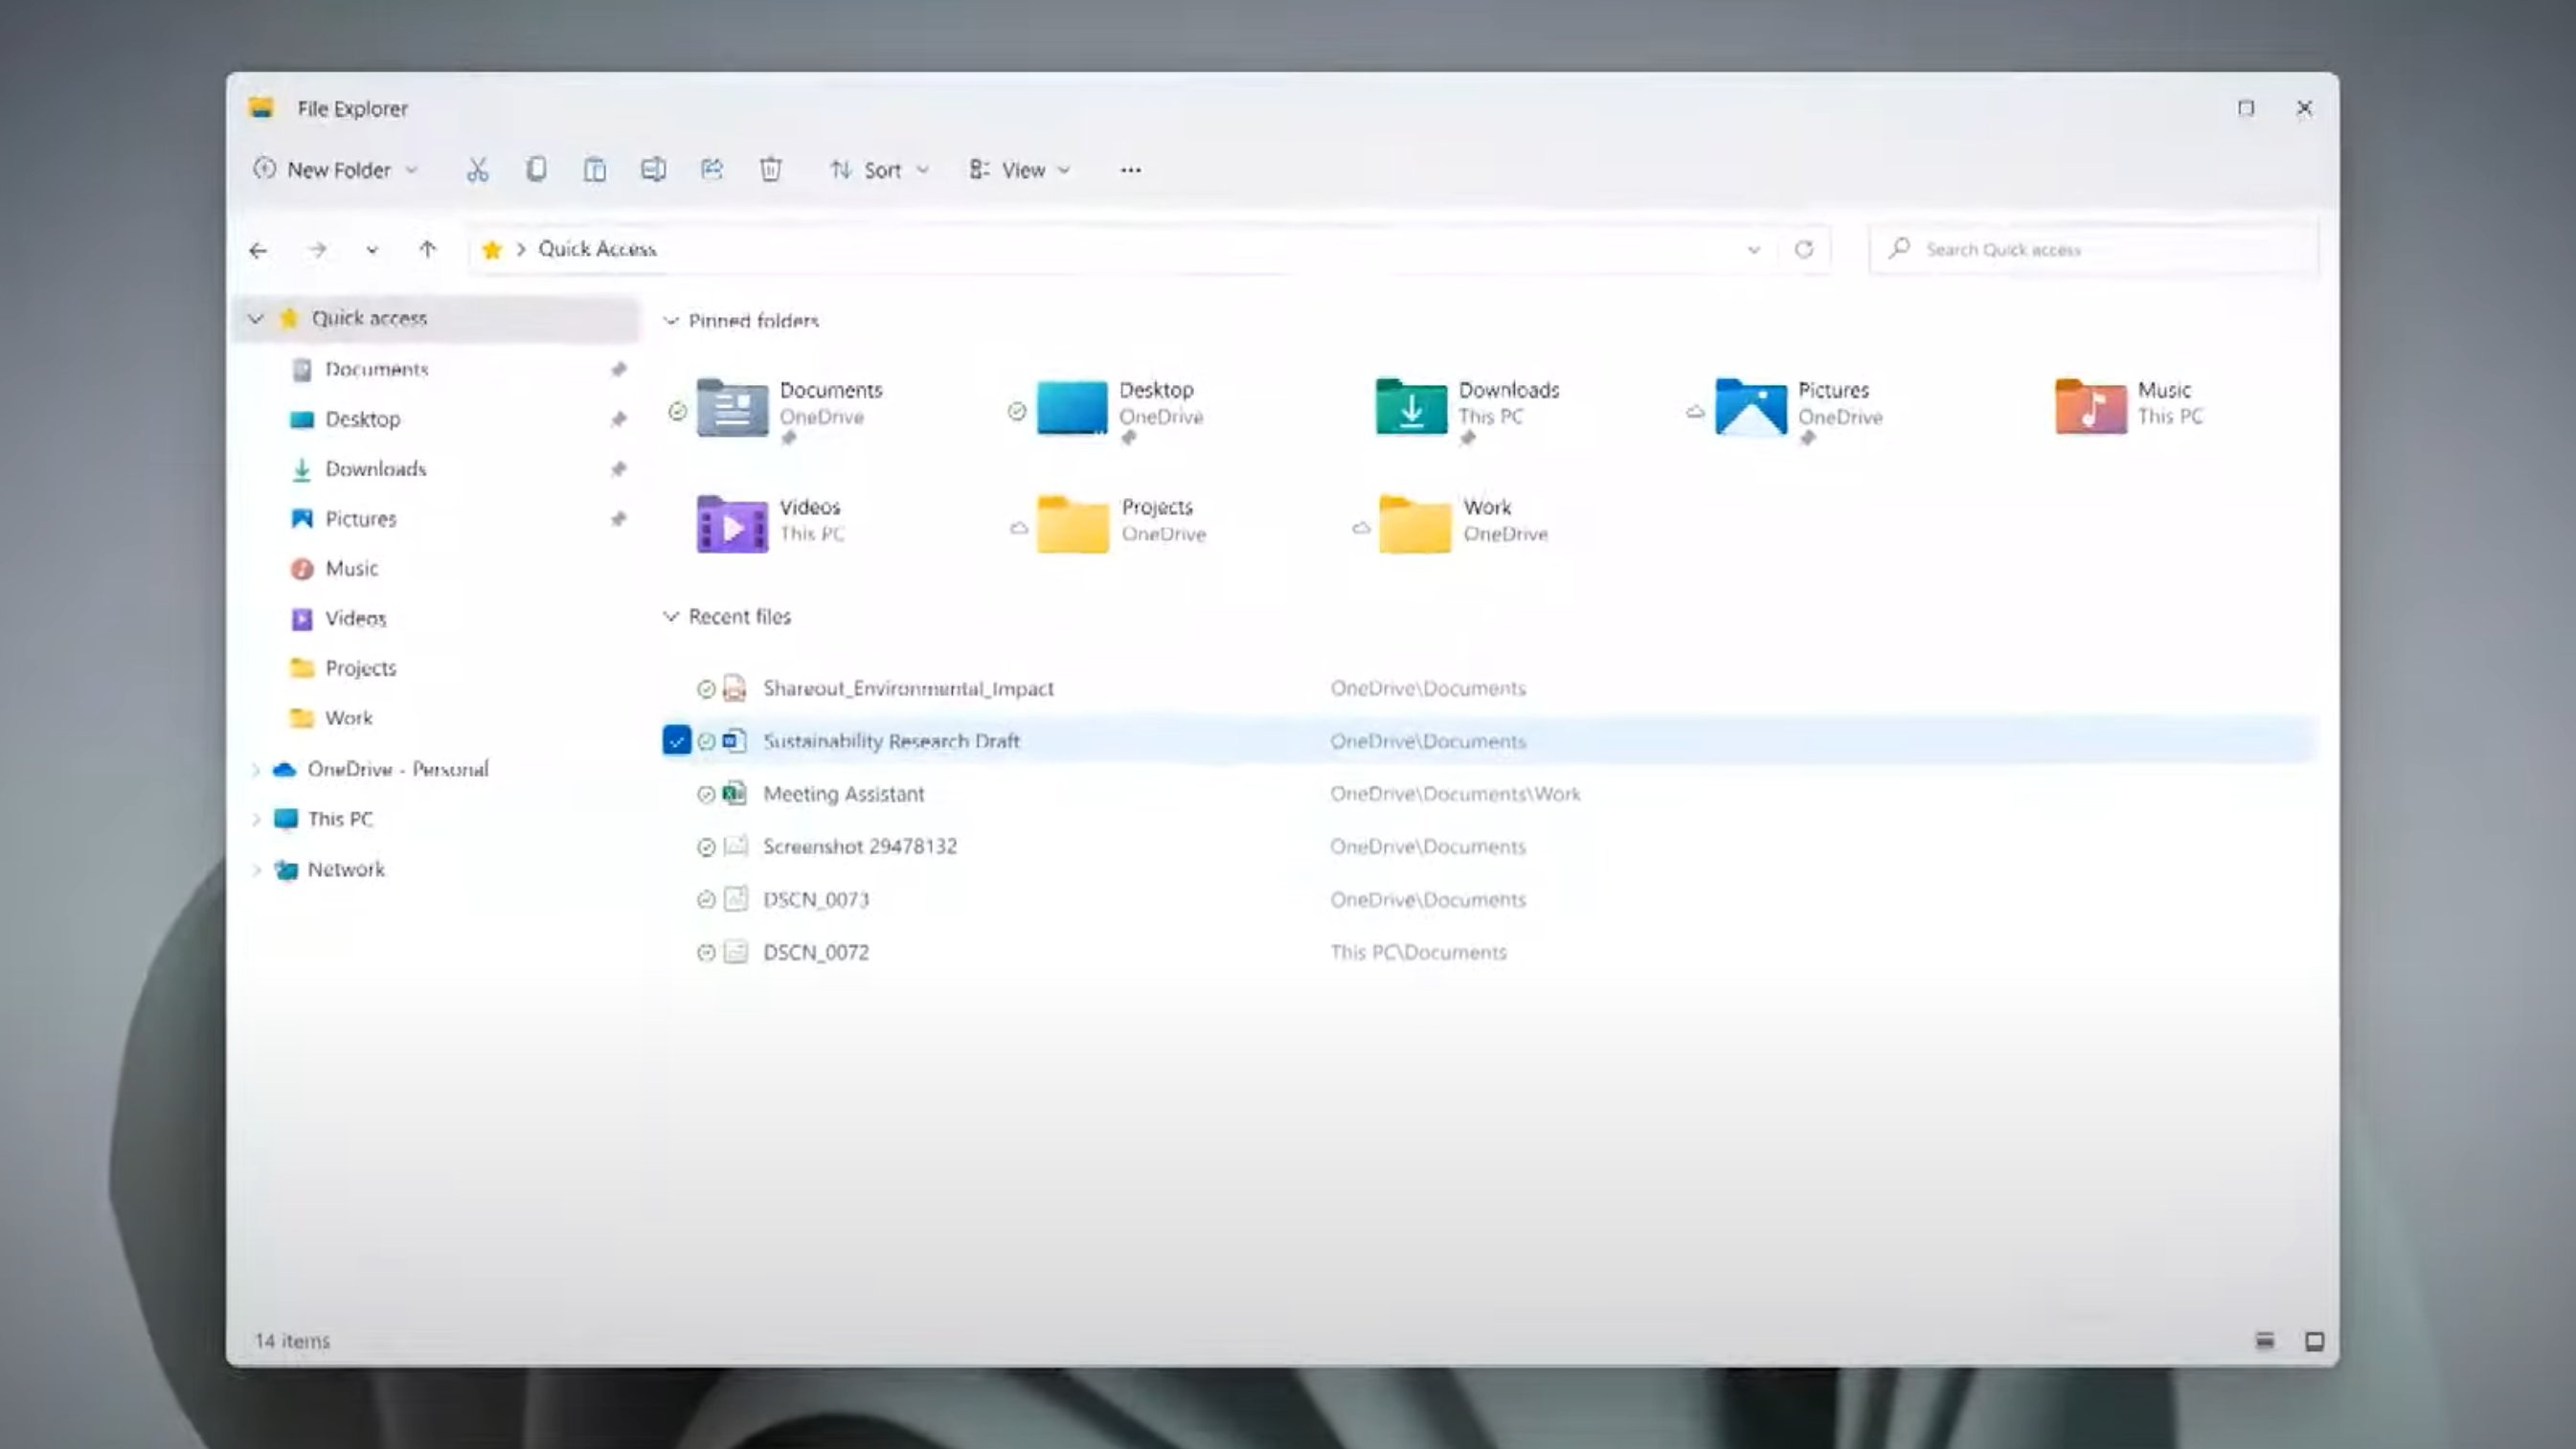 File Explorer
New Folder
Sort
View
Quick Access
Search Quick access
Quick access
Documents
Desktop
Downloads
Pictures
Music
Videos
Projects
Work
OneDrive - Personal
This PC
Network
Pinned folders
Documents
OneDrive
Desktop
OneDrive
Downloads
This PC
Pictures
OneDrive
Music
This PC
Videos
This PC
Projects
OneDrive
Work
OneDrive
Recent files
Shareout_Environmental_Impact OneDrive\Documents
Sustainability Research Draft OneDrive\Documents
Meeting Assistant OneDrive\Documents\Work
Screenshot 29478132 OneDrive\Documents
DSCN_0073 OneDrive\Documents
DSCN_0072 This PC\Documents
14 items